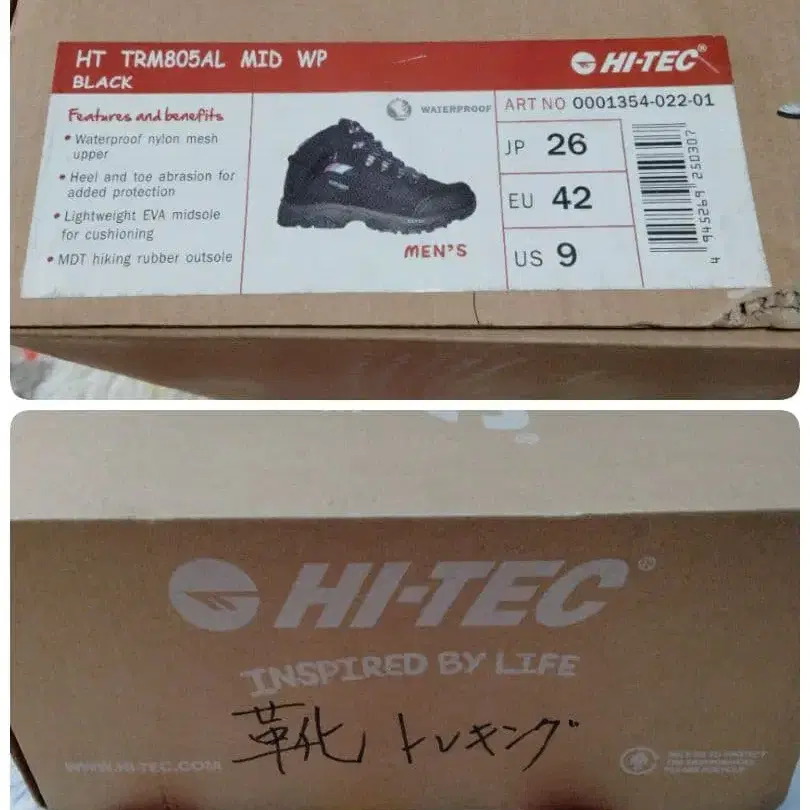 HT TRM805AL MID WP
BLACK
HI-TEC®
Features and benefits
• Waterproof nylon mesh
upper
• Heel and toe abrasion for
added protection
• Lightweight EVA midsole
for cushioning
• MDT hiking rubber outsole
WATERPROOF
MEN'S
ART NO 0001354-022-01
JP 26
EU 42
US 9
4 945269 250307
HI-TEC®
INSPIRED BY LIFE
靴 トレキング
WWW.HI-TEC.COM